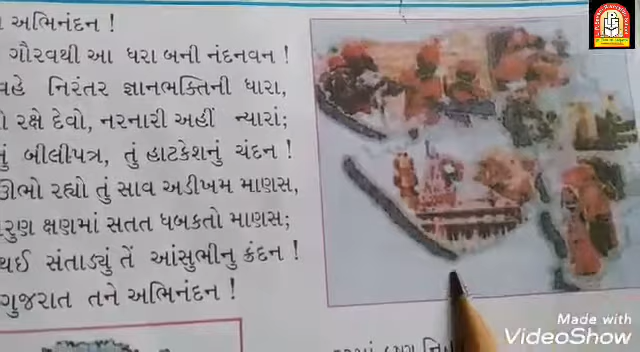 અભિનંદન !
ગૌરવથી આ ધરા બની નંદનવન !
વહે નિરંતર જ્ઞાનભક્તિની ધારા,
રક્ષે દેવો, નરનારી અહીં ન્યારાં;
બીલીપત્ર, તું હાટકેશનું ચંદન !
ઊભો રહ્યો તું સાવ અડીખમ માણસ,
ક્ષણમાં સતત ધબકતો માણસ;
થઈ સંતાડ્યું તેં આંસુભીનુ ક્રંદન !
ગુજરાત તને અભિનંદન !
Made with
VideoShow